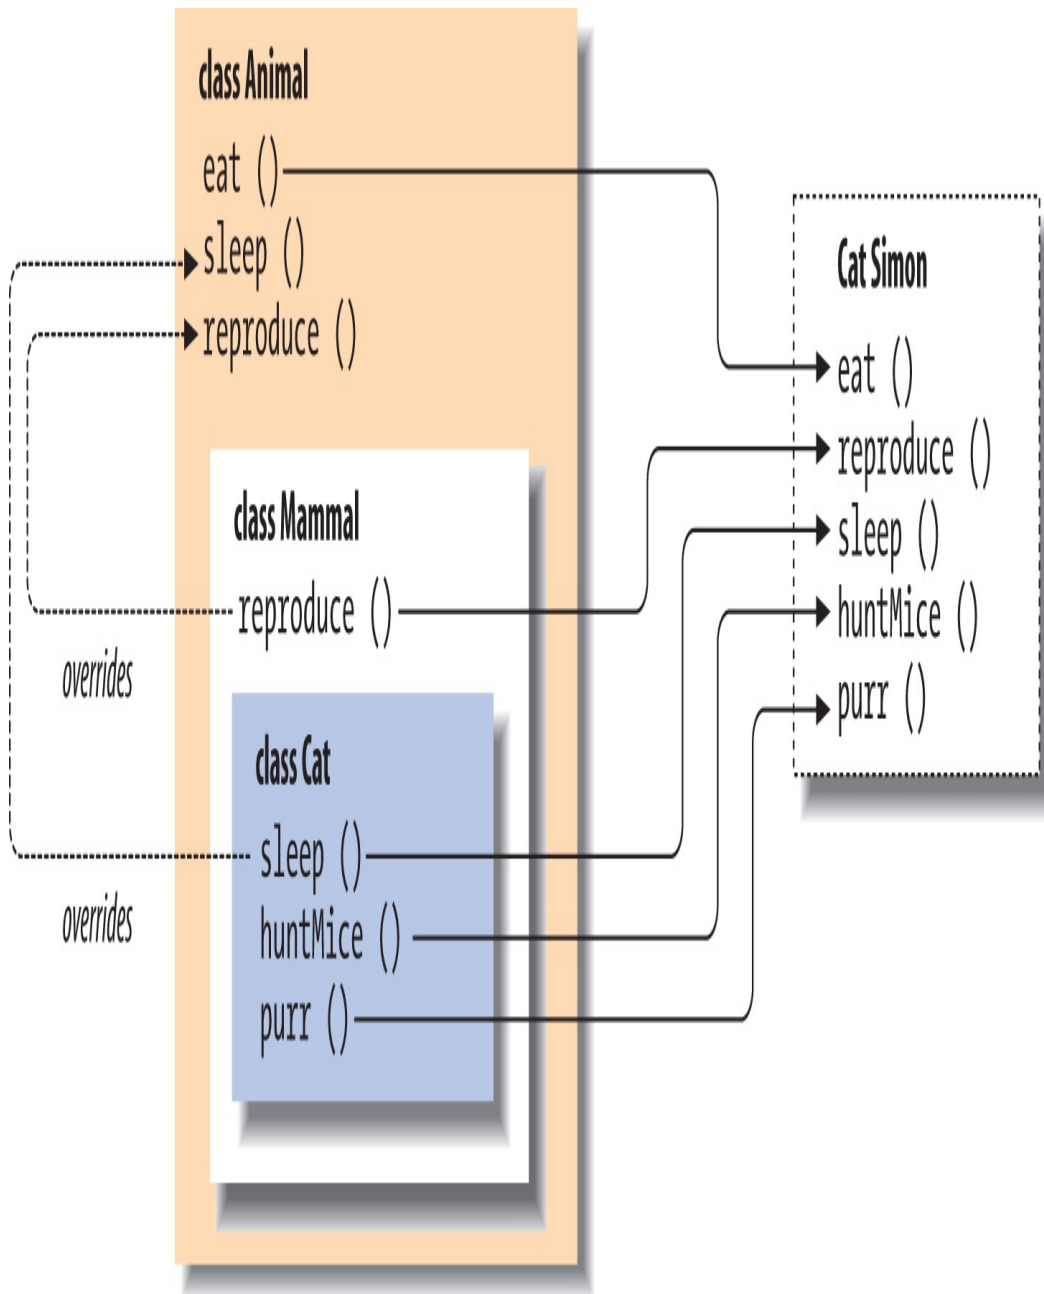 class Animal
eat ()
sleep ()
reproduce ()
class Mammal
reproduce ()
overrides
class Cat
sleep ()
overrides
huntMice ()
purr ()
Cat Simon
eat ()
reproduce ()
sleep ()
huntMice ()
purr ()